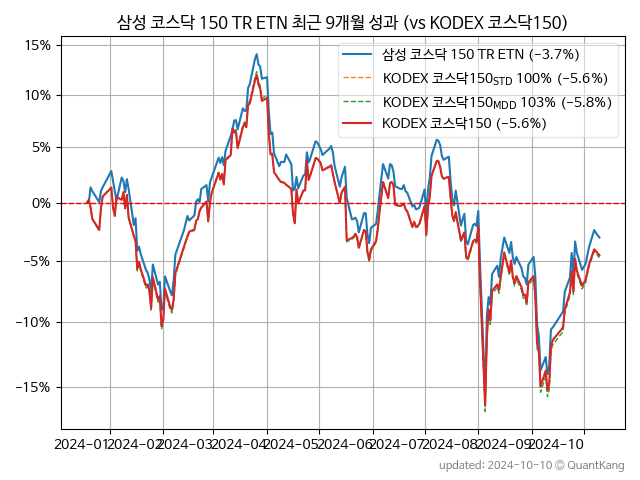 삼성 코스닥 150 TR ETN 최근 9개월 성과 (vs KODEX 코스닥150)
삼성 코스닥 150 TR ETN (−3.7%)
KODEX 코스닥150STD 100% (−5.6%)
KODEX 코스닥150MDD 103% (−5.8%)
KODEX 코스닥150 (−5.6%)
15%
10%
5%
0%
−5%
−10%
−15%
2024-01 2024-02 2024-03 2024-04 2024-05 2024-06 2024-07 2024-08 2024-09 2024-10
updated: 2024-10-10 © QuantKang